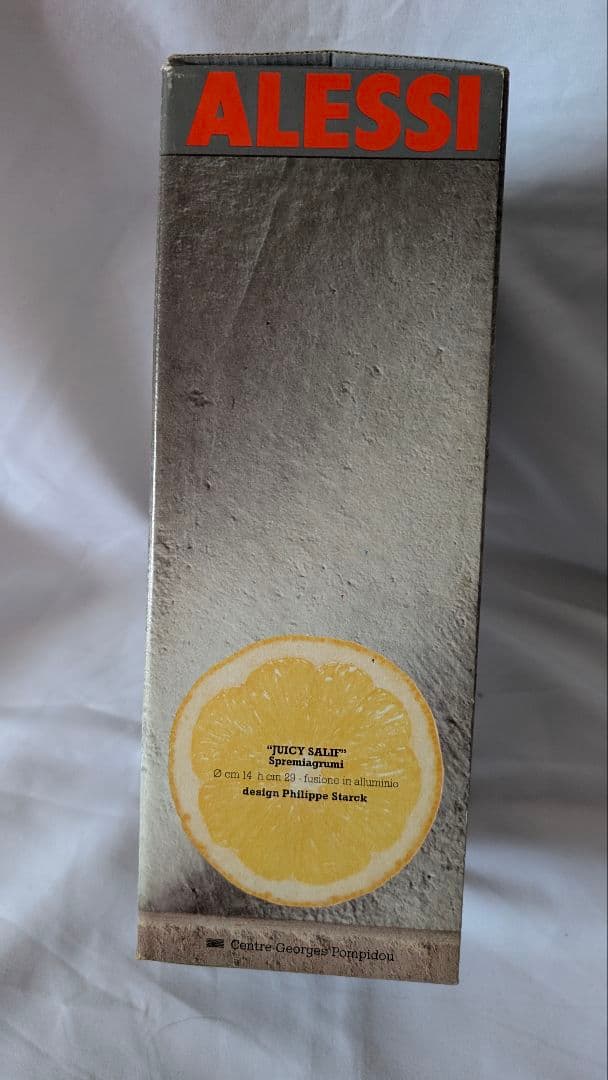 ALESSI
“JUICY SALIF”
Spremiagrumi
Ø cm 14 h cm 29 - fusione in alluminio
design Philippe Starck
Centre Georges Pompidou